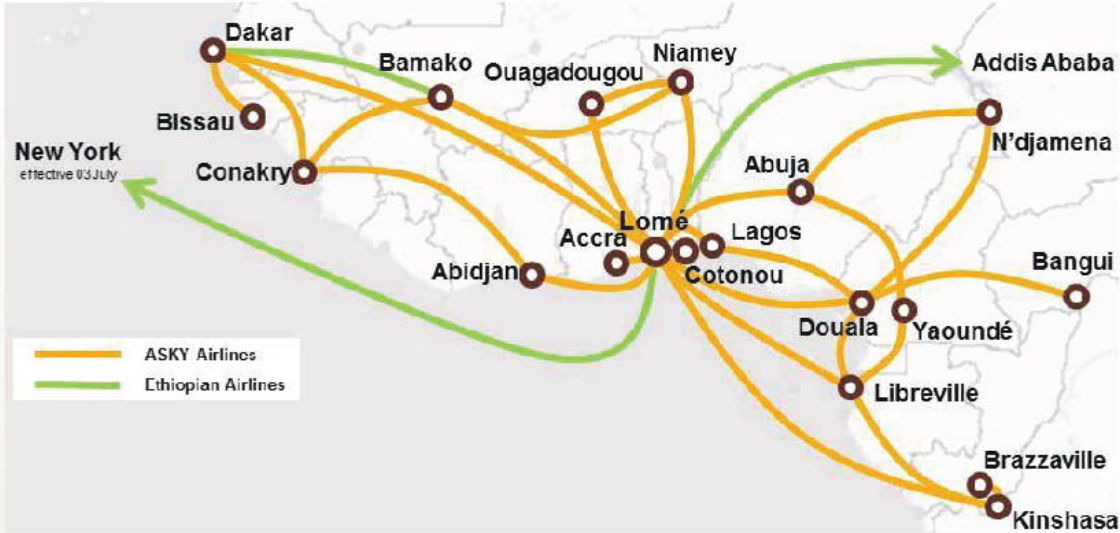 Dakar
Bamako
Ouagadougou
Niamey
Addis Ababa
Bissau
N'djamena
New York
effective 03 July
Conakry
Abuja
Lomé
Lagos
Accra
Abidjan
Cotonou
Bangui
Douala
Yaoundé
ASKY Airlines
Ethiopian Airlines
Libreville
Brazzaville
Kinshasa